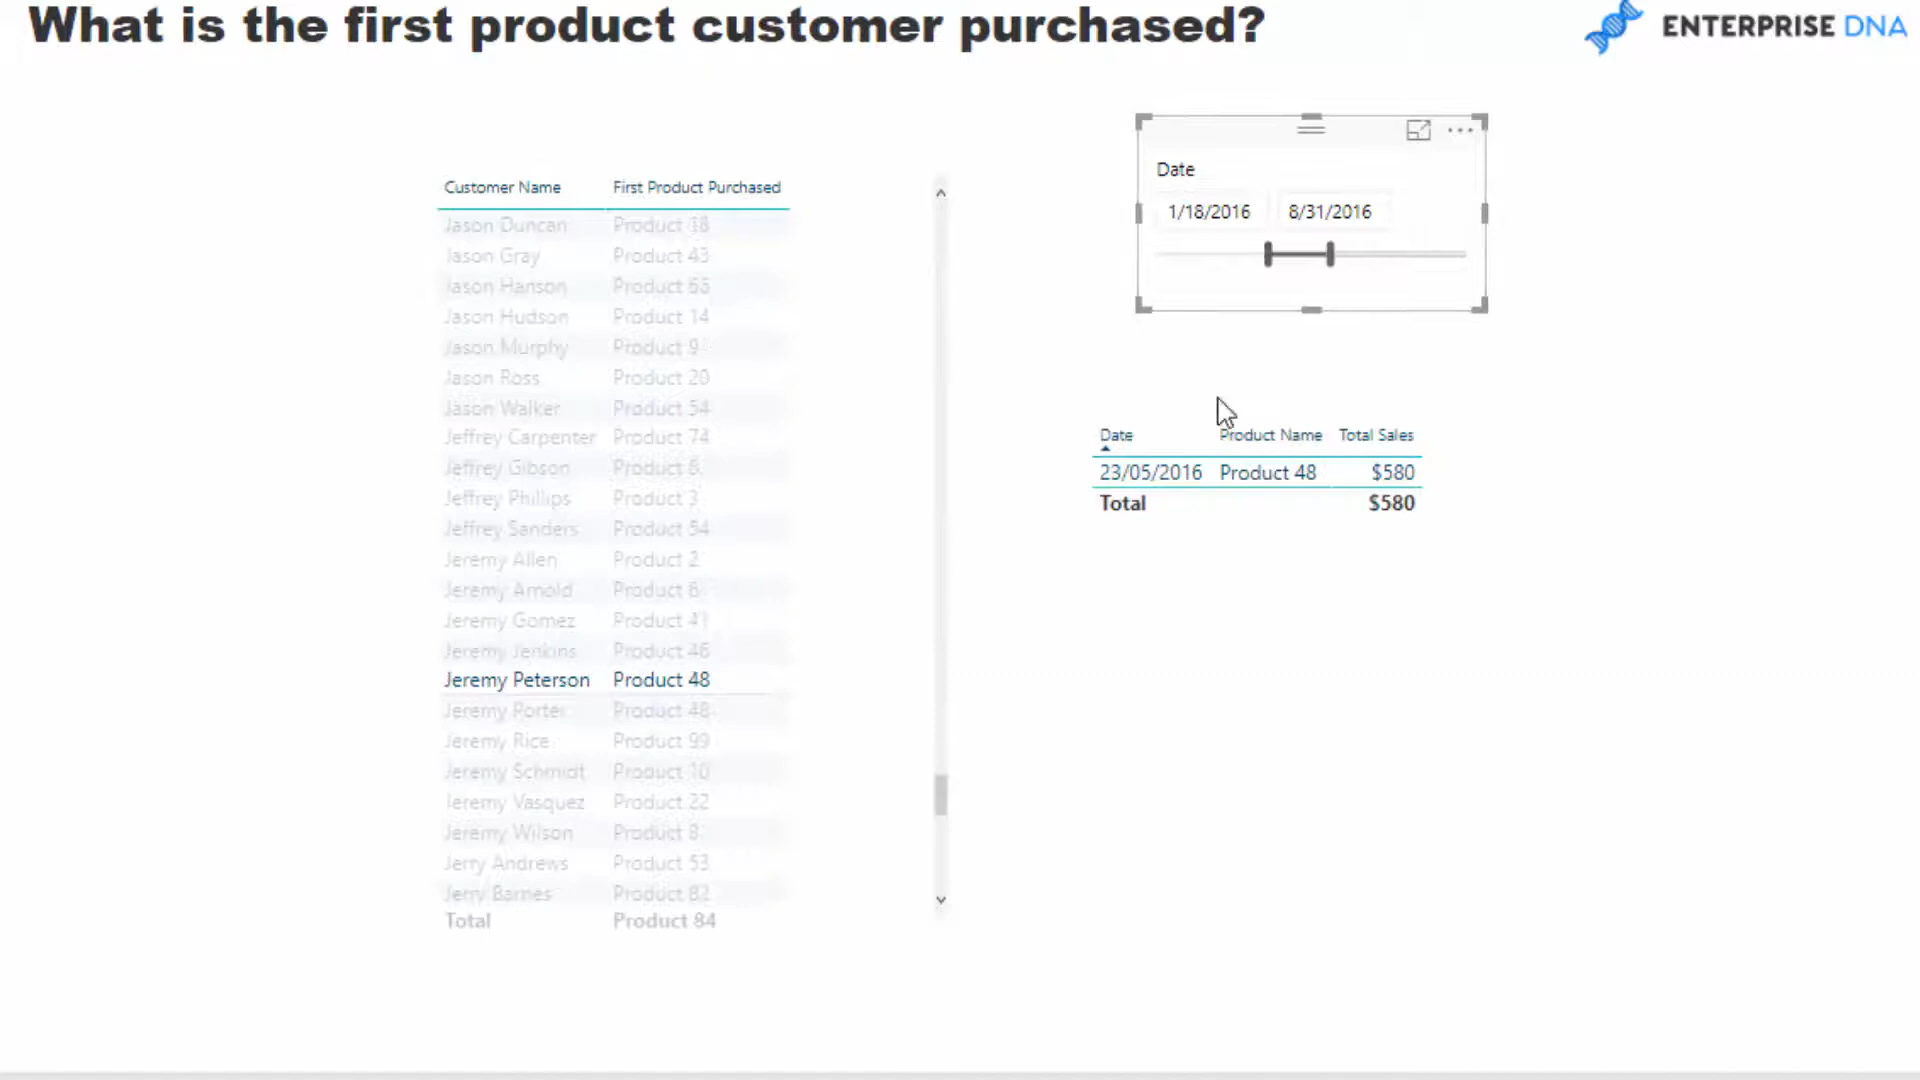 What is the first product customer purchased?
ENTERPRISE DNA
Date
1/18/2016 8/31/2016
Customer Name First Product Purchased
Jason Duncan Product 18
Jason Gray Product 43
Jason Hanson
Jason Hudson Product 14
Jason Murphy Product 9
Jason Ross Product 20
Jason Walker Product 54
Jeffrey Carpenter Product 74
Jeffrey Gibson Product
Jeffrey Phillips Product 3
Jeffrey Sanders Product 54
Jeremy Allen Product 2
Jeremy Arnold Product
Jeremy Gomez Product 41
Jeremy Jenkins Product 46
Jeremy Peterson Product 48
Jeremy Porter Product 48
Jeremy Rice Product 99
Jeremy Schmidt Product 10
Jeremy Vasquez Product 22
Jeremy Wilson Product 8
Jerry Andrews Product 53
Jerry Barnes Product 82
Total Product 84
Date Product Name Total Sales
23/05/2016 Product 48 $580
Total $580